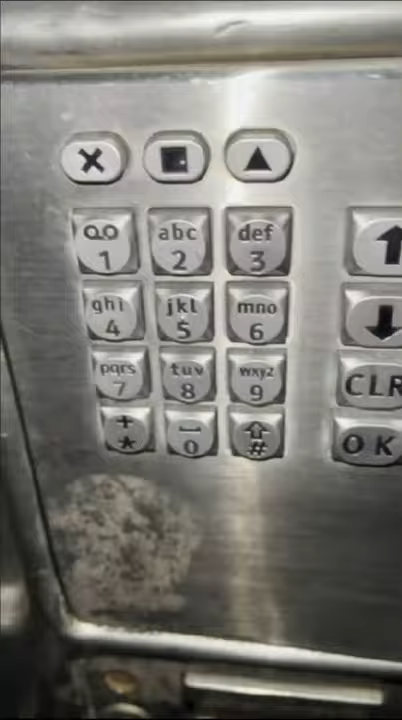 abc def
1 2 3
ghi jkl mno
4 5 6
pqrs tuv wxyz
7 8 9
+
* 0 #
CLR
OK